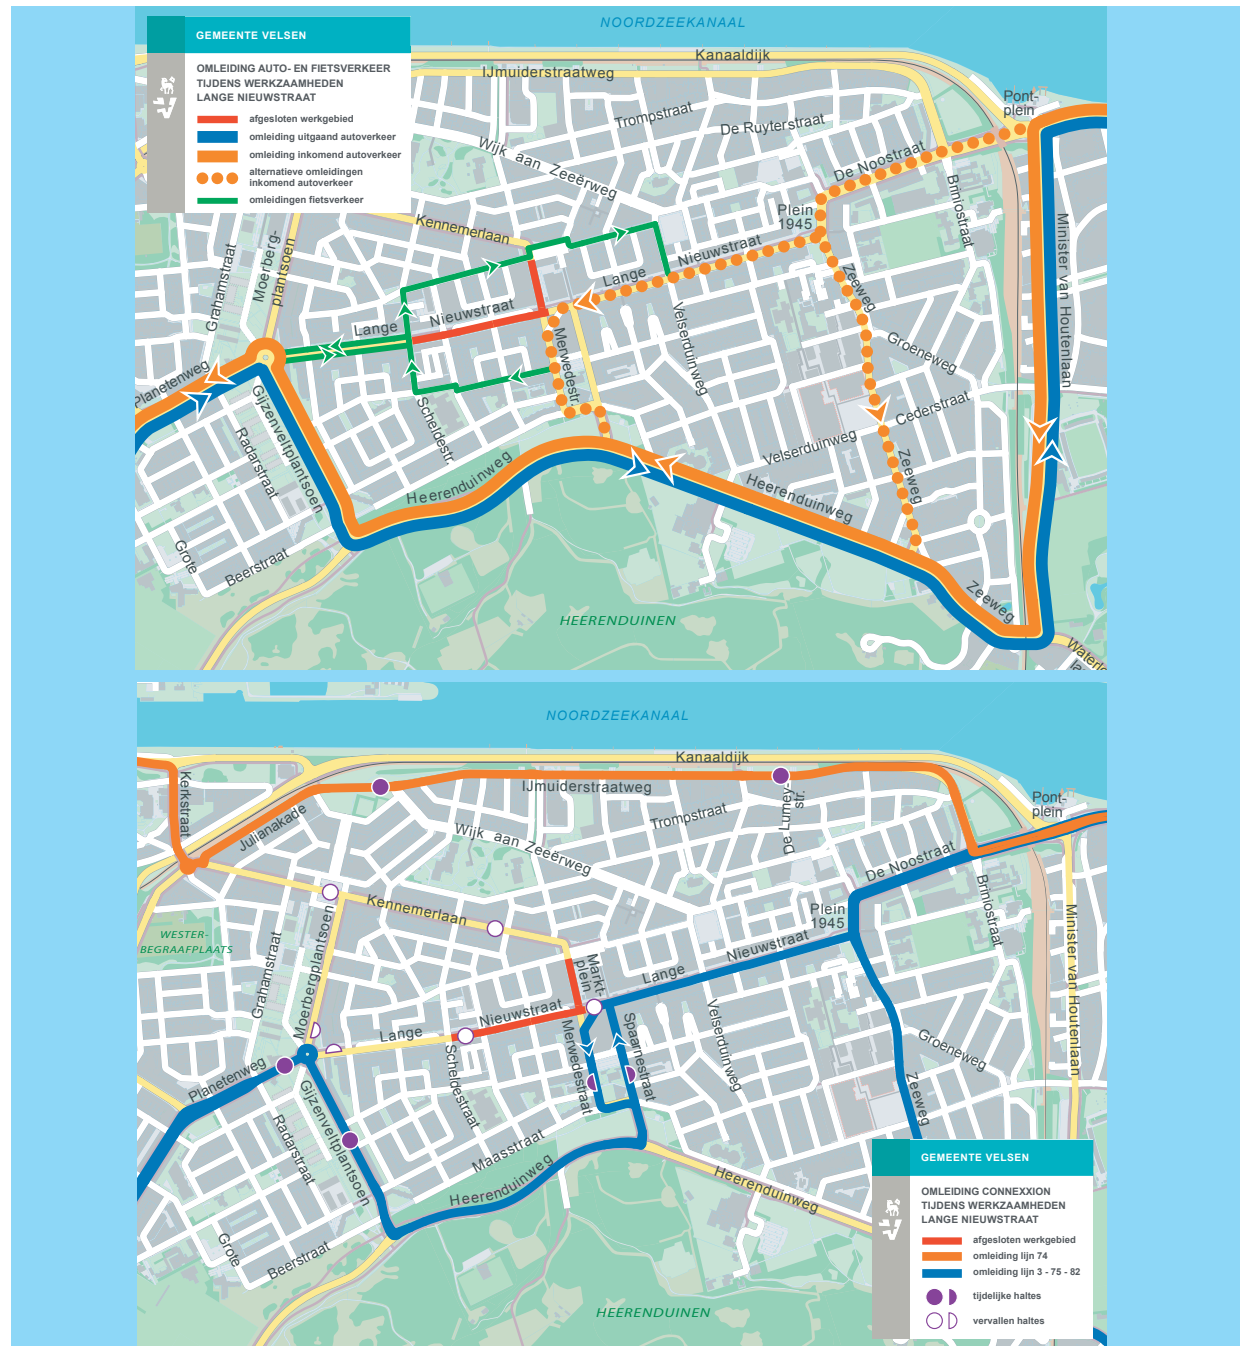 NOORDZEEKANAAL
GEMEENTE VELSEN
OMLEIDING AUTO- EN FIETSVERKEER
TIJDENS WERKZAAMHEDEN
LANGE NIEUWSTRAAT
afgesloten werkgebied
omleiding uitgaand autoverkeer
omleiding inkomend autoverkeer
alternatieve omleidingen
inkomend autoverkeer
omleidingen fietsverkeer
Kanaaldijk
IJmuiderstraatweg
Pont-
plein
Trompstraat
De Ruyterstraat
Wijk aan Zeeërweg
De Noostraat
Briniostraat
Plein
1945
Kennemerlaan
Minister van Houtenlaan
Grahamstraat
Moerberg-
plantsoen
Lange Nieuwstraat
Zeeweg
Lange Nieuwstraat
Merwedestr.
Velserduinweg
Groeneweg
Planetenweg
Gijzenveltplantsoen
Radarstraat
Scheldestr.
Cederstraat
Velserduinweg
Zeeweg
Heerenduinweg
Heerenduinweg
Grote
Beerstraat
Zeeweg
HEERENDUINEN
NOORDZEEKANAAL
Kanaaldijk
IJmuiderstraatweg
Kerkstraat
Julianakade
De Lumey-
str.
Pont-
plein
Trompstraat
Wijk aan Zeeërweg
De Noostraat
Briniostraat
Kennemerlaan
Plein
1945
WESTER-
BEGRAAFPLAATS
Grahamstraat
Moerbergplantsoen
Markt-
plein
Lange Nieuwstraat
Minister van Houtenlaan
Lange Nieuwstraat
Merwedestraat
Spaarnestraat
Velserduinweg
Groeneweg
Zeeweg
Planetenweg
Gijzenveltplantsoen
Radarstraat
Scheldestraat
Maasstraat
Heerenduinweg
Heerenduinweg
Grote
Beerstraat
HEERENDUINEN
GEMEENTE VELSEN
OMLEIDING CONNEXXION
TIJDENS WERKZAAMHEDEN
LANGE NIEUWSTRAAT
afgesloten werkgebied
omleiding lijn 74
omleiding lijn 3 - 75 - 82
tijdelijke haltes
vervallen haltes